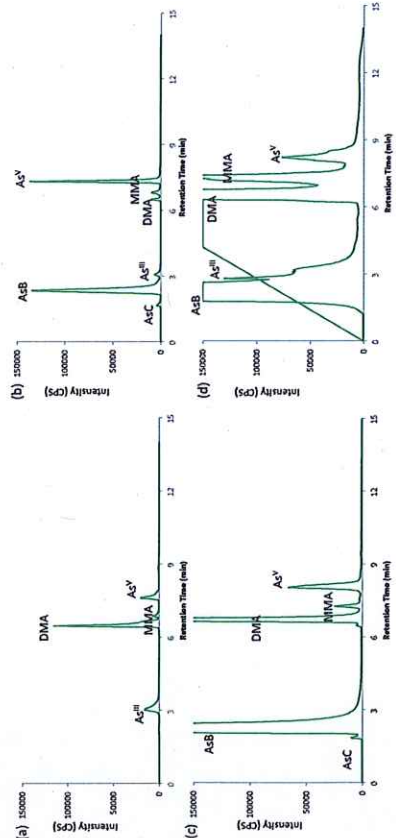 (a)
150000
100000
50000
0
Intensity (CPS)
As^III
DMA
MMA
As^V
0 3 6 9 12 15
Retention Time (min)
(b)
150000
100000
50000
0
Intensity (CPS)
AsC
AsB
As^III
DMA
MMA
As^V
0 3 6 9 12 15
Retention Time (min)
(c)
150000
100000
50000
0
Intensity (CPS)
AsC
AsB
DMA
MMA
As^V
0 3 6 9 12 15
Retention Time (min)
(d)
150000
100000
50000
0
Intensity (CPS)
AsB
As^III
DMA
MMA
As^V
0 3 6 9 12 15
Retention Time (min)